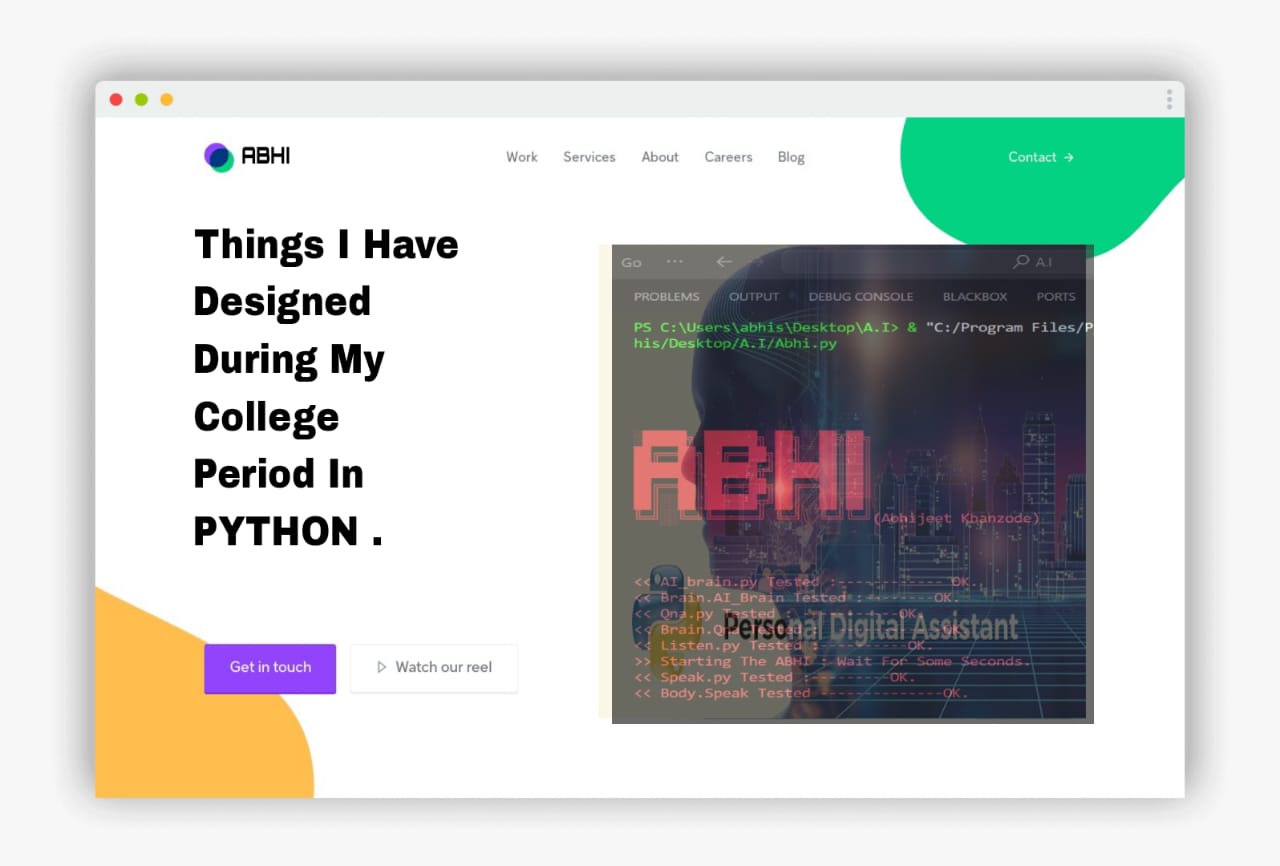 ABHI
Work Services About Careers Blog
Contact →
Things I Have
Designed
During My
College
Period In
PYTHON .
Get in touch
Watch our reel
Go ··· ← A.I
PROBLEMS OUTPUT DEBUG CONSOLE BLACKBOX PORTS
PS C:\Users\abhis\Desktop\A.I> & "C:/Program Files/P
his/Desktop/A.I/Abhi.py
ABHI
(Abhijeet Khanzode)
<< AI_brain.py Tested :------------ OK.
<< Brain.AI_Brain Tested :--------OK.
<< Qna.py Tested : -----------OK.
<< Brain.Qna Tested : OK.
Personal Digital Assistant
<< Listen.py Tested :-----------OK.
>> Starting The ABHI : Wait For Some Seconds.
<< Speak.py Tested :---------OK.
<< Body.Speak Tested --------------OK.